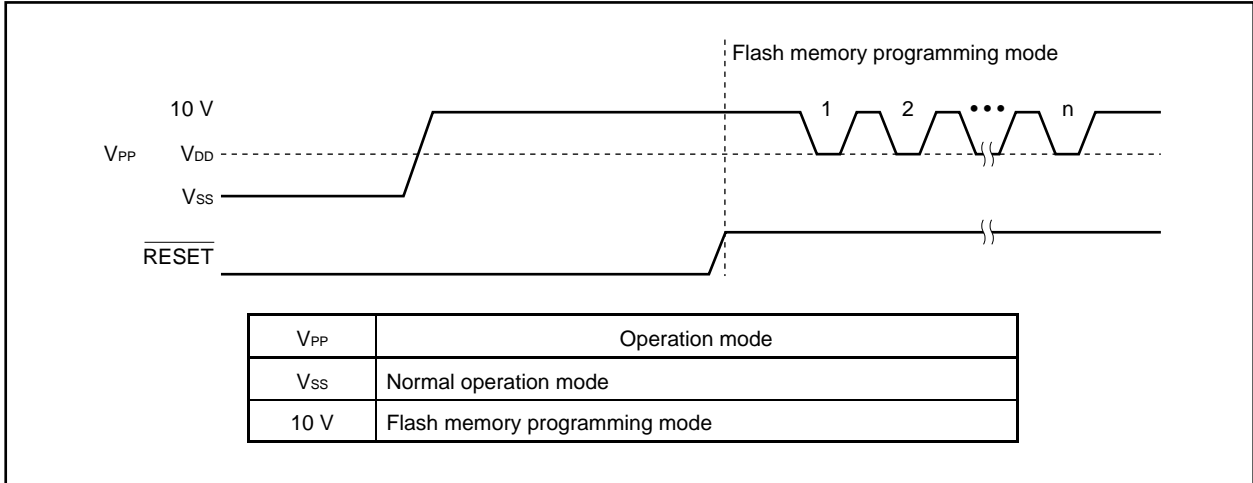 Flash memory programming mode
10 V
1 2 ••• n
VPP VDD
VSS
RESET
VPP Operation mode
VSS Normal operation mode
10 V Flash memory programming mode